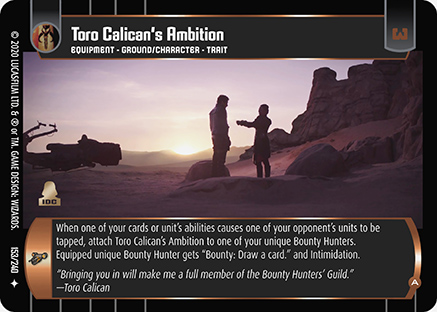 Toro Calican's Ambition
EQUIPMENT - GROUND/CHARACTER - TRAIT
3
© 2020 LUCASFILM LTD. & ® or TM. GAME DESIGN: WIZARDS.
153/240
IDC
When one of your cards or unit's abilities causes one of your opponent's units to be
tapped, attach Toro Calican's Ambition to one of your unique Bounty Hunters.
Equipped unique Bounty Hunter gets "Bounty: Draw a card." and Intimidation.
"Bringing you in will make me a full member of the Bounty Hunters' Guild."
—Toro Calican
A